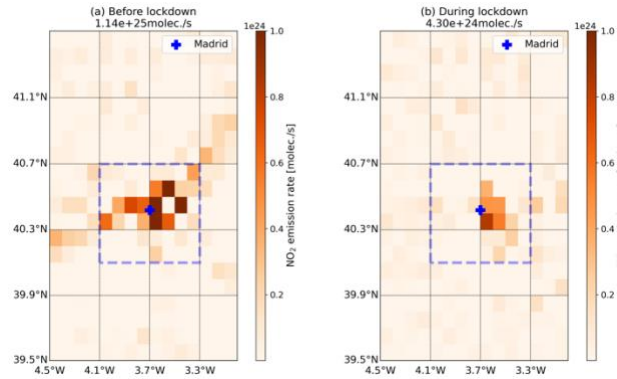 (a) Before lockdown
1.14e+25molec./s
1e24
Madrid
1.0
0.8
0.6
0.4
0.2
NO₂ emission rate [molec./s]
41.1°N
40.7°N
40.3°N
39.9°N
39.5°N
4.5°W 4.1°W 3.7°W 3.3°W
(b) During lockdown
4.30e+24molec./s
1e24
Madrid
1.0
0.8
0.6
0.4
0.2
41.1°N
40.7°N
40.3°N
39.9°N
39.5°N
4.5°W 4.1°W 3.7°W 3.3°W